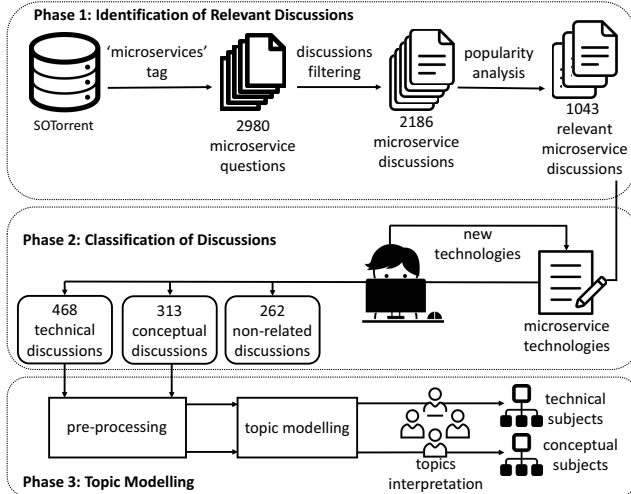 Phase 1: Identification of Relevant Discussions
'microservices'
tag
discussions
filtering
popularity
analysis
SOTorrent
2980
microservice
questions
2186
microservice
discussions
1043
relevant
microservice
discussions
Phase 2: Classification of Discussions
new
technologies
468
technical
discussions
313
conceptual
discussions
262
non-related
discussions
microservice
technologies
pre-processing
topic modelling
technical
subjects
conceptual
subjects
topics
interpretation
Phase 3: Topic Modelling